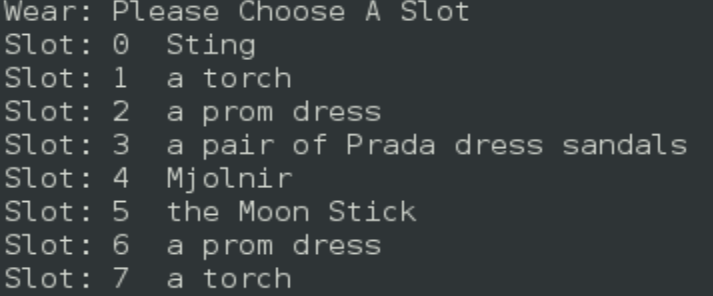 Wear: Please Choose A Slot
Slot: 0  Sting
Slot: 1  a torch
Slot: 2  a prom dress
Slot: 3  a pair of Prada dress sandals
Slot: 4  Mjolnir
Slot: 5  the Moon Stick
Slot: 6  a prom dress
Slot: 7  a torch